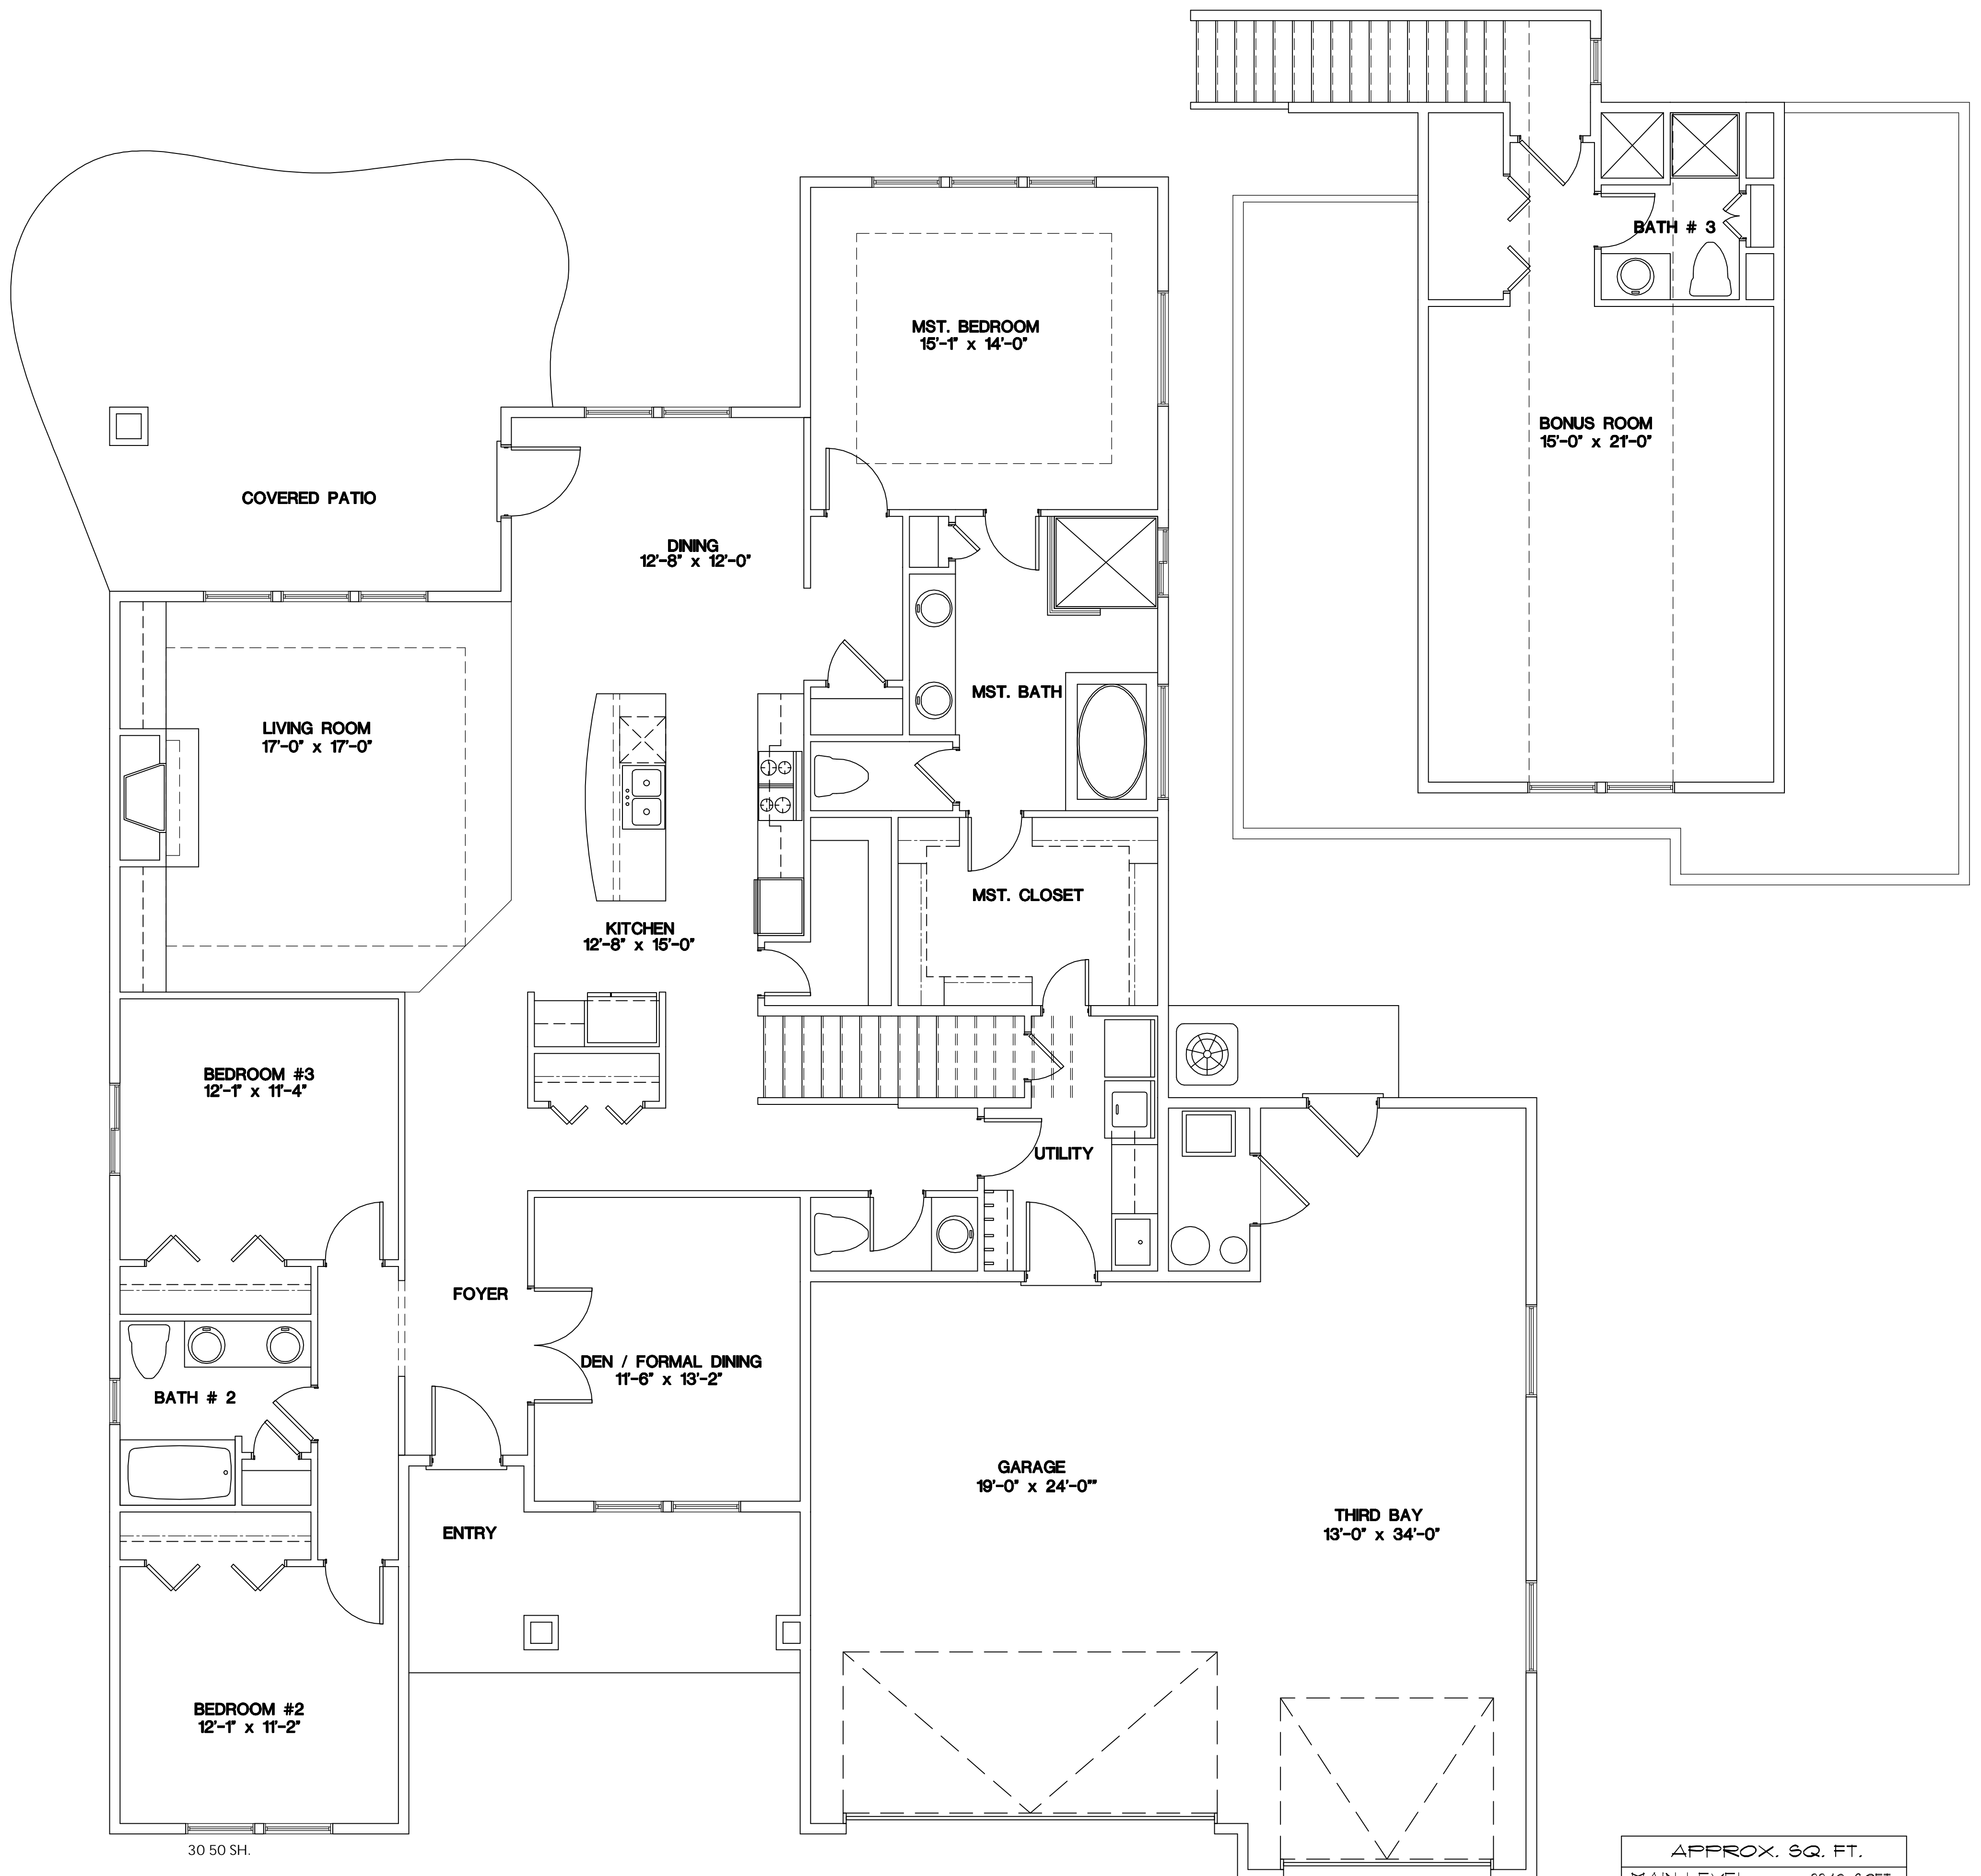 BATH # 3
MST. BEDROOM
15'-1" x 14'-0"
BONUS ROOM
15'-0" x 21'-0"
COVERED PATIO
DINING
12'-8" x 12'-0"
MST. BATH
LIVING ROOM
17'-0" x 17'-0"
MST. CLOSET
KITCHEN
12'-8" x 15'-0"
BEDROOM #3
12'-1" x 11'-4"
UTILITY
FOYER
DEN / FORMAL DINING
11'-6" x 13'-2"
BATH # 2
GARAGE
19'-0" x 24'-0""
THIRD BAY
13'-0" x 34'-0"
ENTRY
BEDROOM #2
12'-1" x 11'-2"
30 50 SH.
APPROX. SQ. FT.
MAIN LEVEL